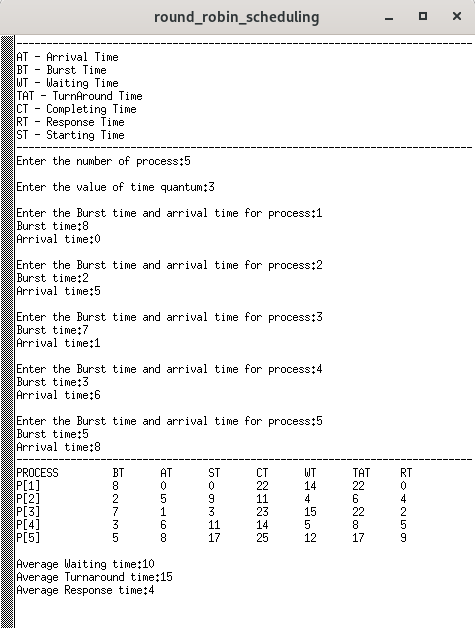 round_robin_scheduling
AT - Arrival Time
BT - Burst Time
WT - Waiting Time
TAT - TurnAround Time
CT - Completing Time
RT - Response Time
ST - Starting Time
Enter the number of process:5
Enter the value of time quantum:3
Enter the Burst time and arrival time for process:1
Burst time:8
Arrival time:0
Enter the Burst time and arrival time for process:2
Burst time:2
Arrival time:5
Enter the Burst time and arrival time for process:3
Burst time:7
Arrival time:1
Enter the Burst time and arrival time for process:4
Burst time:3
Arrival time:6
Enter the Burst time and arrival time for process:5
Burst time:5
Arrival time:8
PROCESS BT AT ST CT WT TAT RT
P[1] 8 0 0 22 14 22 0
P[2] 2 5 9 11 4 6 4
P[3] 7 1 3 23 15 22 2
P[4] 3 6 11 14 5 8 5
P[5] 5 8 17 25 12 17 9
Average Waiting time:10
Average Turnaround time:15
Average Response time:4